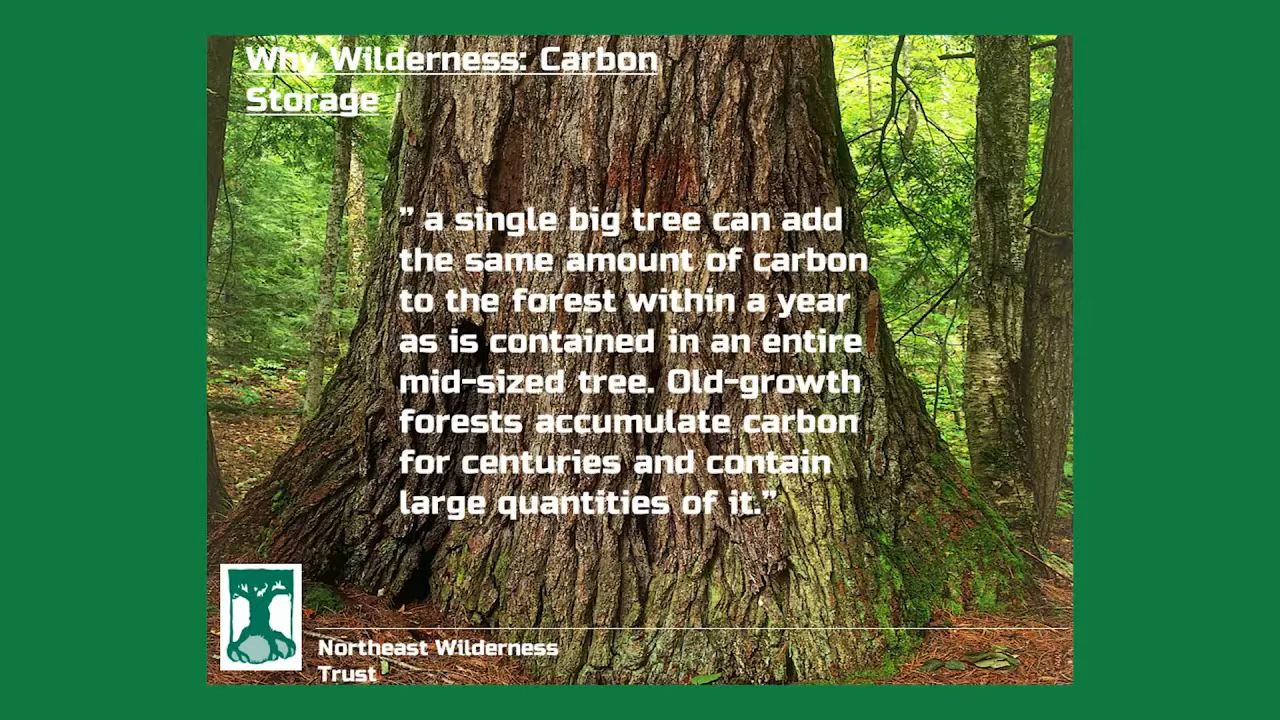 Why Wilderness: Carbon
Storage
” a single big tree can add
the same amount of carbon
to the forest within a year
as is contained in an entire
mid-sized tree. Old-growth
forests accumulate carbon
for centuries and contain
large quantities of it.”
Northeast Wilderness
Trust